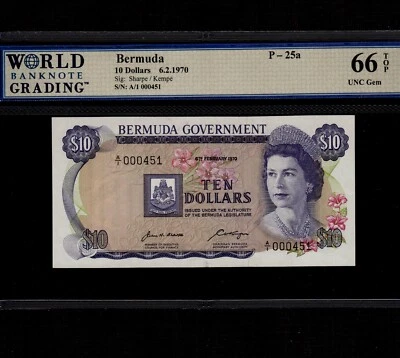 WORLD
BANKNOTE
GRADING™
Bermuda
P - 25a
10 Dollars 6.2.1970
Sig: Sharpe / Kempe
S/N: A/1 000451
66 TOP
UNC Gem
BERMUDA GOVERNMENT
$10
$10
A/1 000451
6TH FEBRUARY 1970
TEN
DOLLARS
ISSUED UNDER THE AUTHORITY
OF THE BERMUDA LEGISLATURE
A/1 000451
$10
$10